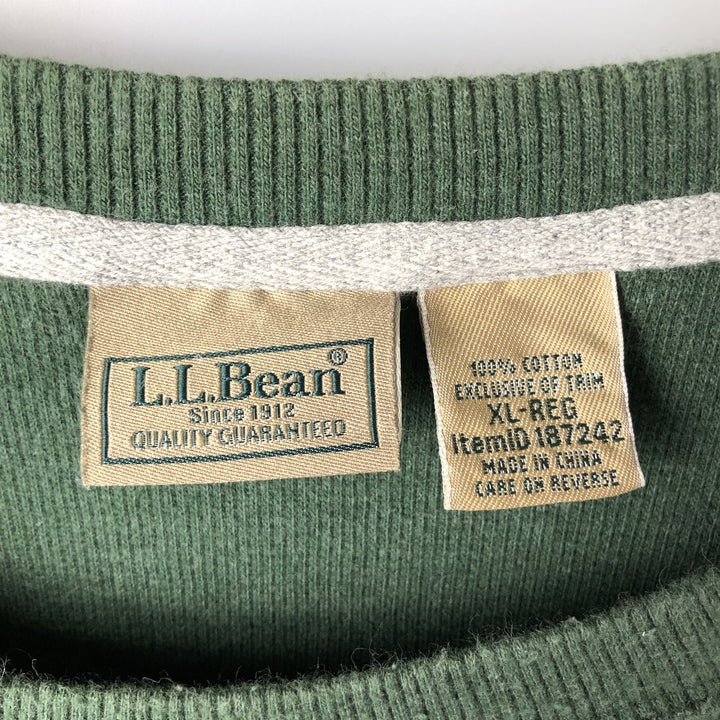 L.L.Bean®
Since 1912
QUALITY GUARANTEED
100% COTTON
EXCLUSIVE OF TRIM
XL-REG
ItemID 187242
MADE IN CHINA
CARE ON REVERSE